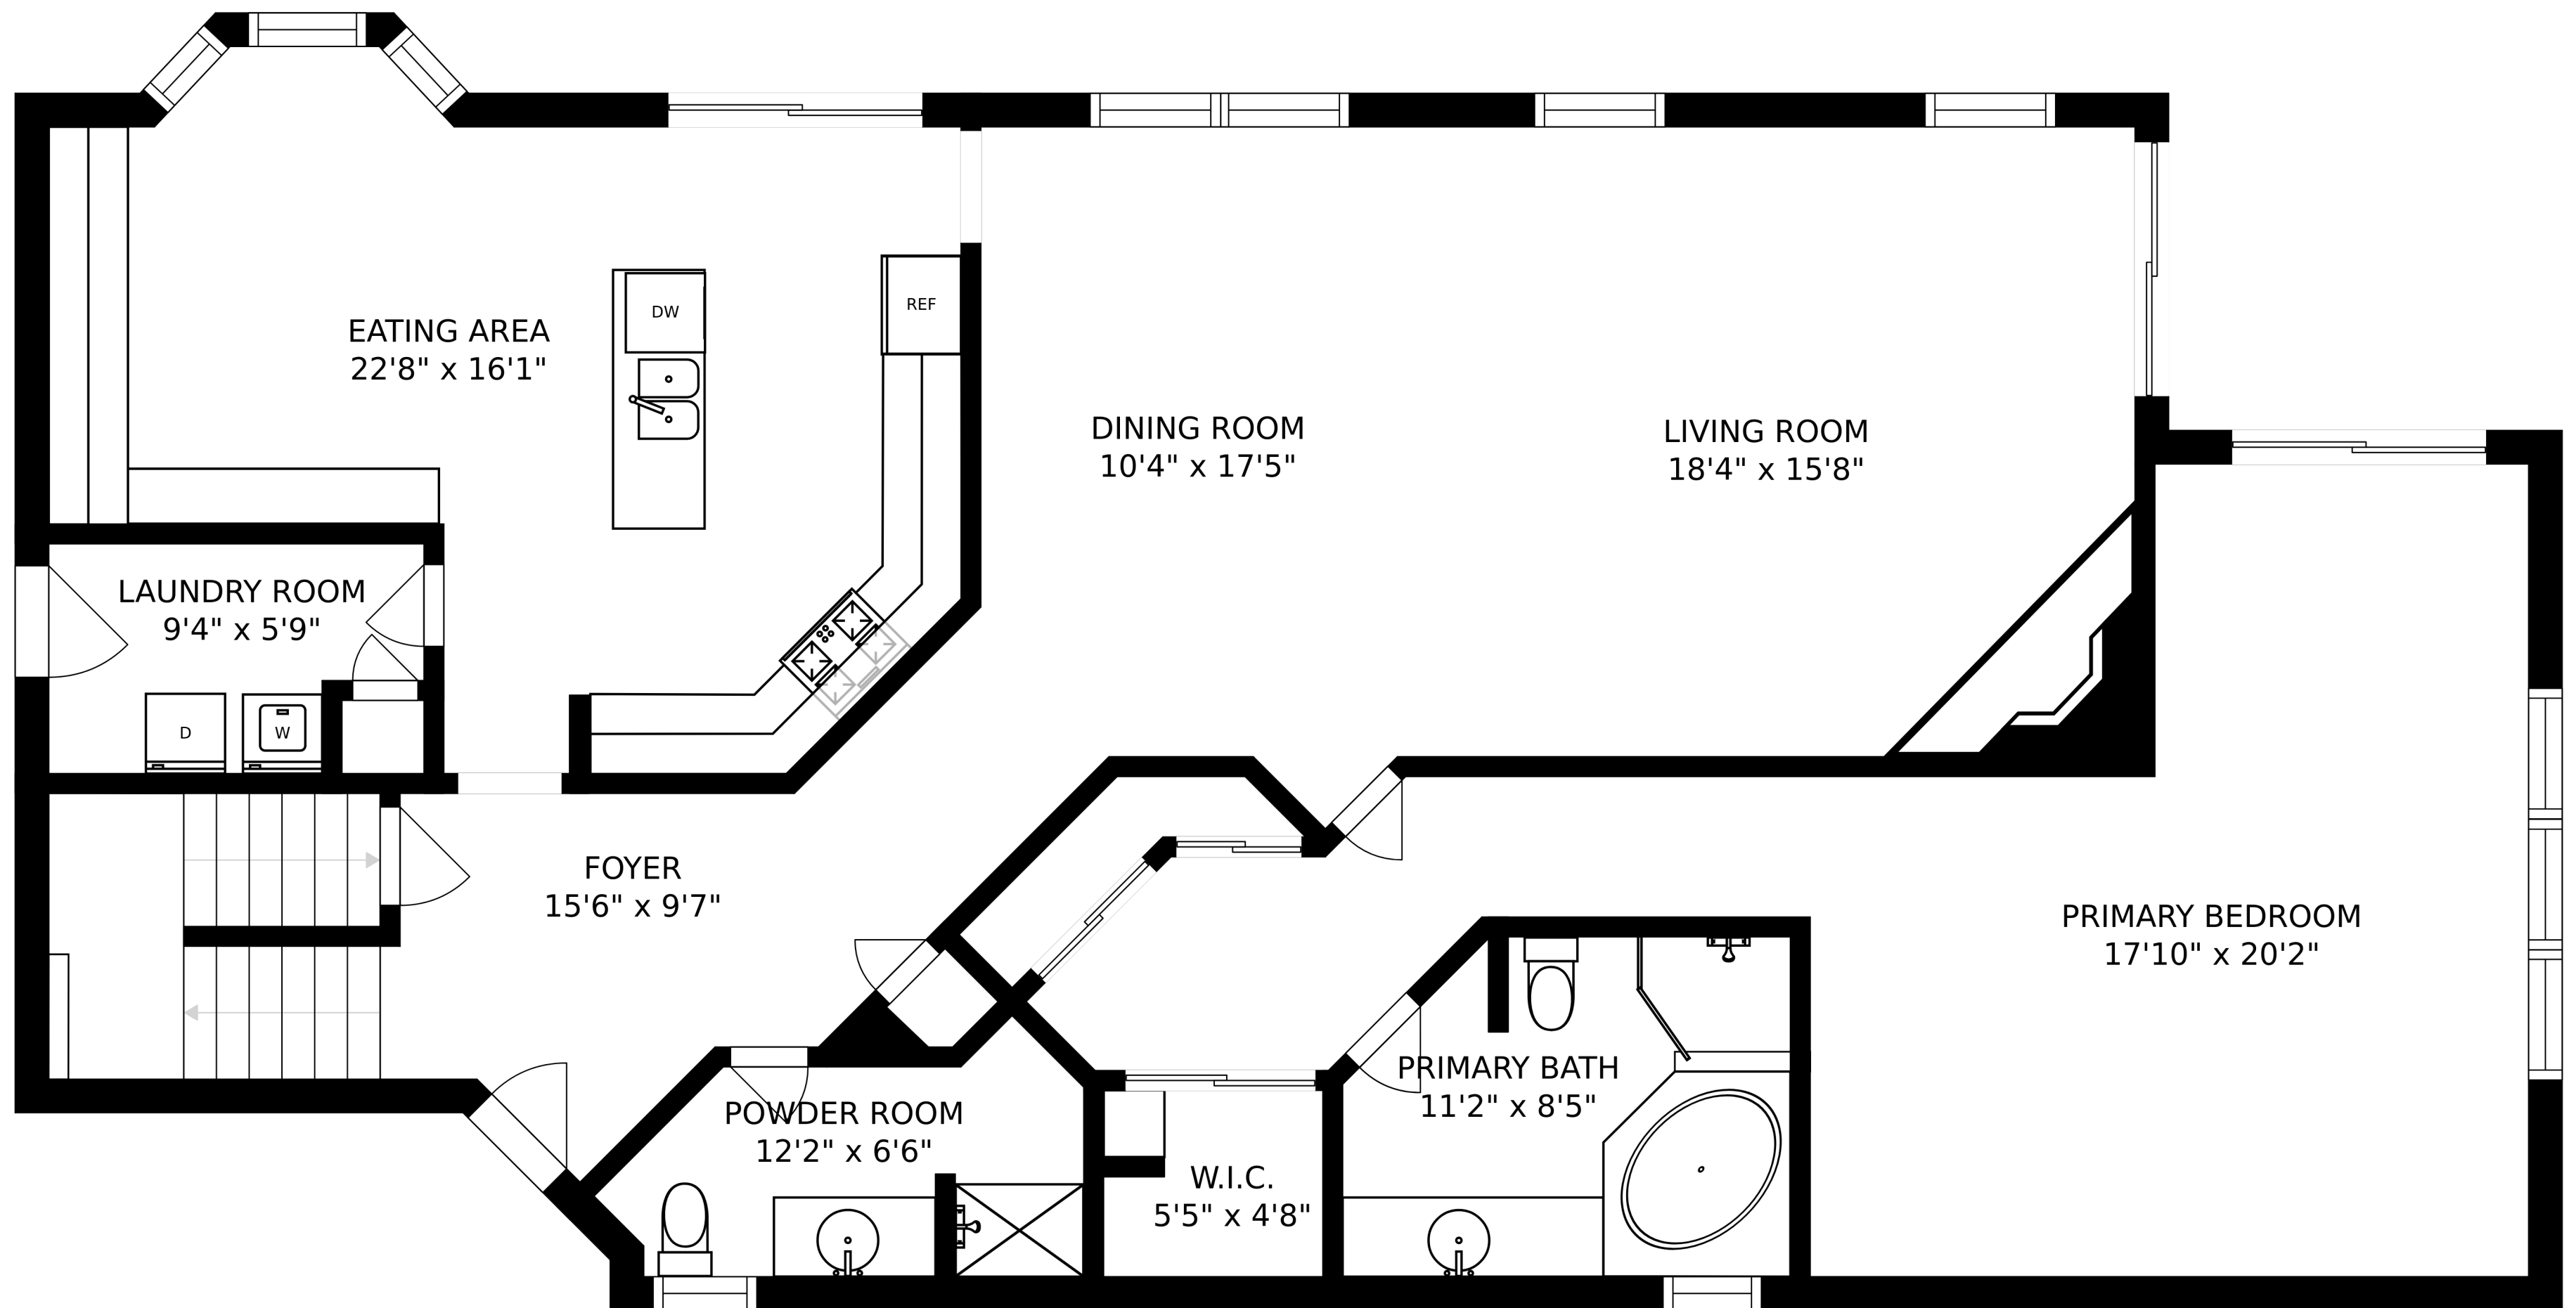 EATING AREA
22'8" x 16'1"
DW
REF
DINING ROOM
10'4" x 17'5"
LIVING ROOM
18'4" x 15'8"
LAUNDRY ROOM
9'4" x 5'9"
D
W
FOYER
15'6" x 9'7"
PRIMARY BEDROOM
17'10" x 20'2"
POWDER ROOM
12'2" x 6'6"
PRIMARY BATH
11'2" x 8'5"
W.I.C.
5'5" x 4'8"